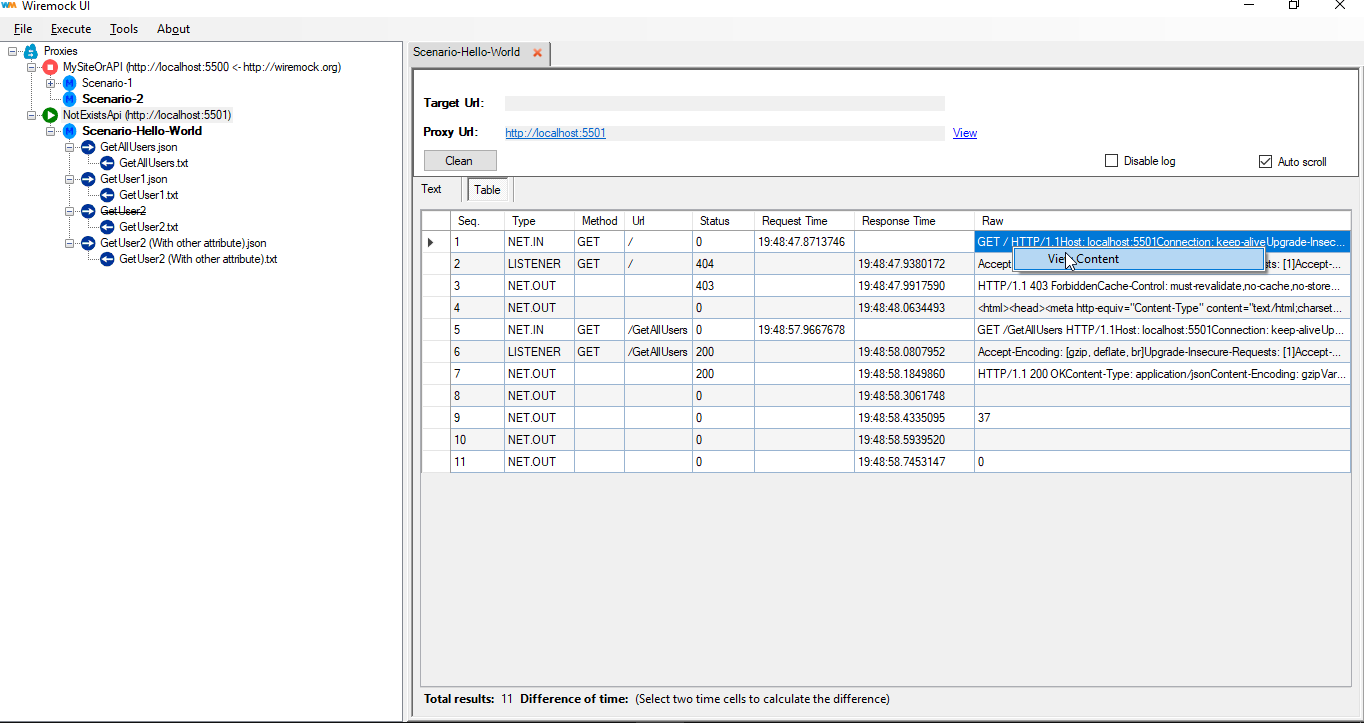 WM Wiremock UI
File Execute Tools About
Proxies
MySiteOrAPI (http://localhost:5500 <- http://wiremock.org)
M Scenario-1
M Scenario-2
NotExistsApi (http://localhost:5501)
M Scenario-Hello-World
GetAllUsers.json
GetAllUsers.txt
GetUser1.json
GetUser1.txt
GetUser2
GetUser2.txt
GetUser2 (With other attribute).json
GetUser2 (With other attribute).txt
Scenario-Hello-World
Target Url:
Proxy Url: http://localhost:5501 View
Clean Disable log Auto scroll
Text Table
Seq. Type Method Url Status Request Time Response Time Raw
1 NET.IN GET / 0 19:48:47.8713746 GET / HTTP/1.1Host: localhost:5501Connection: keep-aliveUpgrade-Insec...
View Content
2 LISTENER GET / 404 19:48:47.9380172 Accept sts: [1]Accept-...
3 NET.OUT 403 19:48:47.9917590 HTTP/1.1 403 ForbiddenCache-Control: must-revalidate,no-cache,no-store...
4 NET.OUT 0 19:48:48.0634493 <html><head><meta http-equiv="Content-Type" content="text/html;charset...
5 NET.IN GET /GetAllUsers 0 19:48:57.9667678 GET /GetAllUsers HTTP/1.1Host: localhost:5501Connection: keep-aliveUp...
6 LISTENER GET /GetAllUsers 200 19:48:58.0807952 Accept-Encoding: [gzip, deflate, br]Upgrade-Insecure-Requests: [1]Accept-...
7 NET.OUT 200 19:48:58.1849860 HTTP/1.1 200 OKContent-Type: application/jsonContent-Encoding: gzipVar...
8 NET.OUT 0 19:48:58.3061748
9 NET.OUT 0 19:48:58.4335095 37
10 NET.OUT 0 19:48:58.5939520
11 NET.OUT 0 19:48:58.7453147 0
Total results: 11 Difference of time: (Select two time cells to calculate the difference)